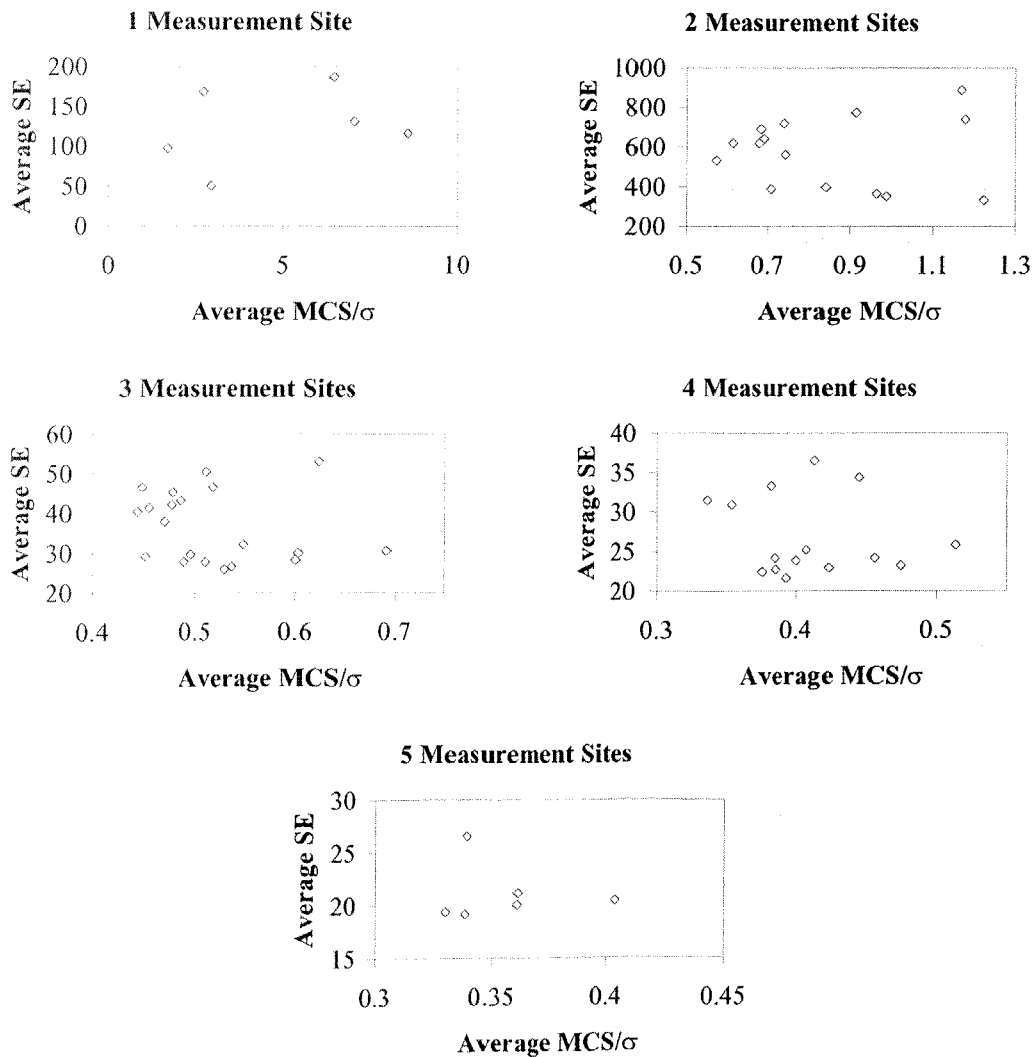 1 Measurement Site
Average SE
200
150
100
50
0
0 5 10
Average MCS/σ
2 Measurement Sites
Average SE
1000
800
600
400
200
0.5 0.7 0.9 1.1 1.3
Average MCS/σ
3 Measurement Sites
Average SE
60
50
40
30
20
0.4 0.5 0.6 0.7
Average MCS/σ
4 Measurement Sites
Average SE
40
35
30
25
20
0.3 0.4 0.5
Average MCS/σ
5 Measurement Sites
Average SE
30
25
20
15
0.3 0.35 0.4 0.45
Average MCS/σ